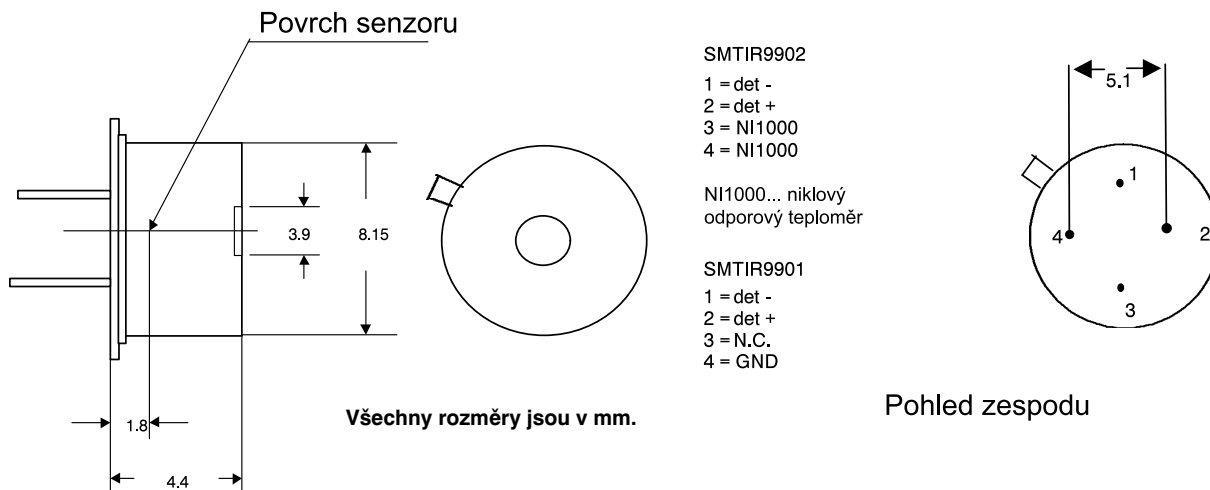 Povrch senzoru
3.9
8.15
1.8
4.4
Všechny rozměry jsou v mm.
SMTIR9902
1 = det -
2 = det +
3 = NI1000
4 = NI1000
NI1000... niklový
odporový teploměr
SMTIR9901
1 = det -
2 = det +
3 = N.C.
4 = GND
5.1
1
4
2
3
Pohled zespodu